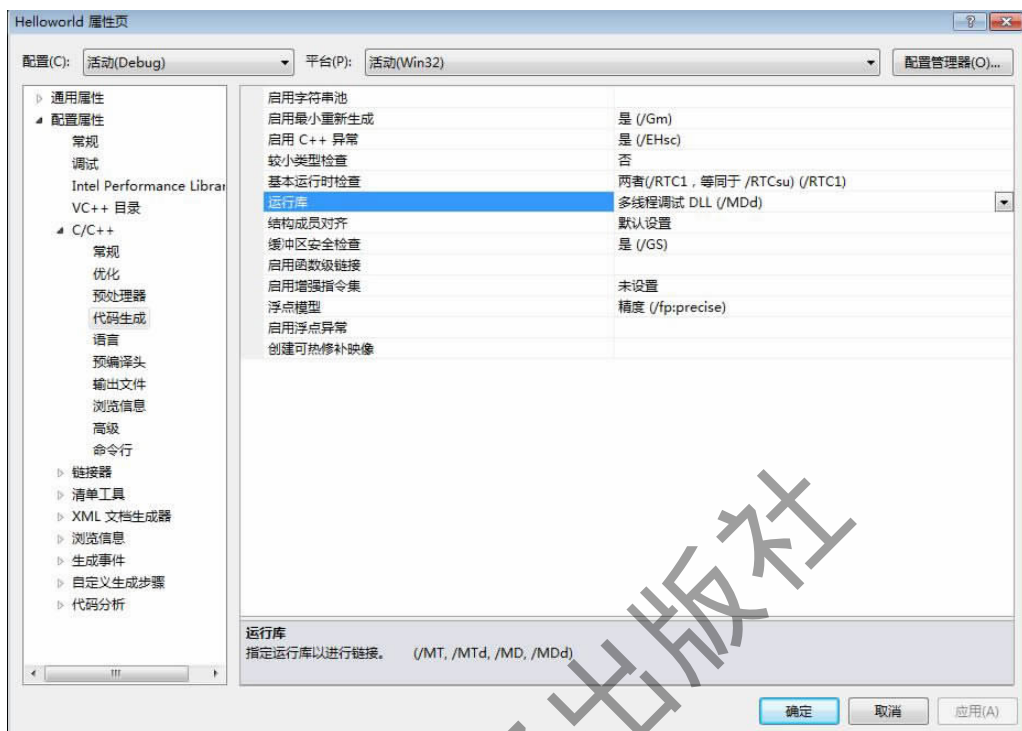 Helloworld 属性页
配置(C): 活动(Debug) 平台(P): 活动(Win32) 配置管理器(O)...
通用属性
配置属性
常规
调试
Intel Performance Librar
VC++ 目录
C/C++
常规
优化
预处理器
代码生成
语言
预编译头
输出文件
浏览信息
高级
命令行
链接器
清单工具
XML 文档生成器
浏览信息
生成事件
自定义生成步骤
代码分析
启用字符串池
启用最小重新生成 是 (/Gm)
启用 C++ 异常 是 (/EHsc)
较小类型检查 否
基本运行时检查 两者(/RTC1，等同于 /RTCsu) (/RTC1)
运行库 多线程调试 DLL (/MDd)
结构成员对齐 默认设置
缓冲区安全检查 是 (/GS)
启用函数级链接
启用增强指令集 未设置
浮点模型 精度 (/fp:precise)
启用浮点异常
创建可热修补映像
运行库
指定运行库以进行链接。 (/MT, /MTd, /MD, /MDd)
确定 取消 应用(A)
出版社